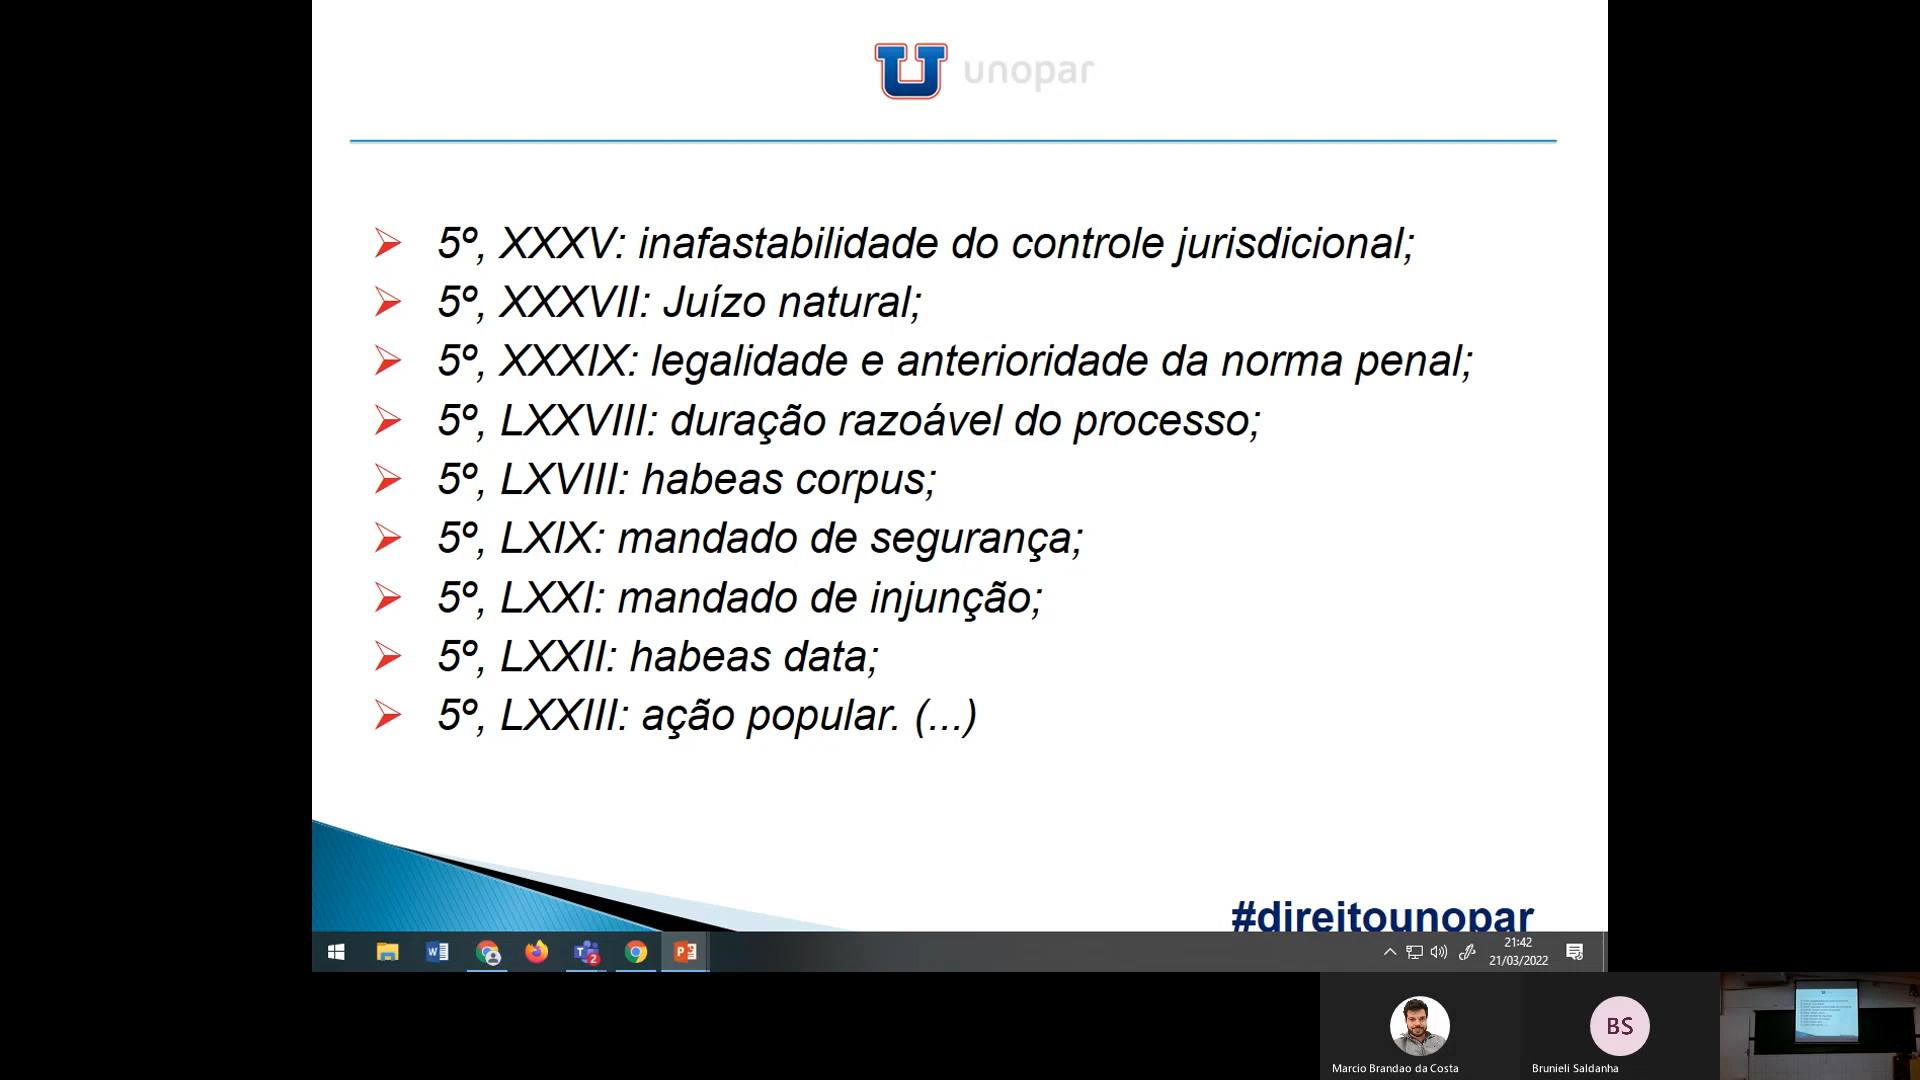 unopar
5º, XXXV: inafastabilidade do controle jurisdicional;
5º, XXXVII: Juízo natural;
5º, XXXIX: legalidade e anterioridade da norma penal;
5º, LXXVIII: duração razoável do processo;
5º, LXVIII: habeas corpus;
5º, LXIX: mandado de segurança;
5º, LXXI: mandado de injunção;
5º, LXXII: habeas data;
5º, LXXIII: ação popular. (...)
#direitounopar
2
21:42
21/03/2022
BS
Marcio Brandao da Costa
Brunieli Saldanha